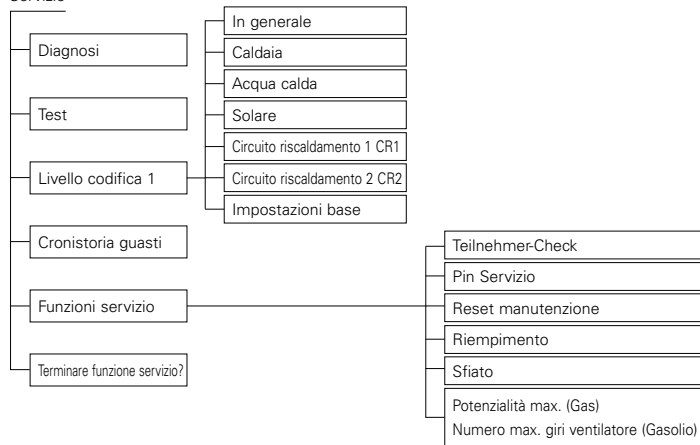 Diagnosi
Test
Livello codifica 1
Cronistoria guasti
Funzioni servizio
Terminare funzione servizio?
In generale
Caldaia
Acqua calda
Solare
Circuito riscaldamento 1 CR1
Circuito riscaldamento 2 CR2
Impostazioni base
Teilnehmer-Check
Pin Servizio
Reset manutenzione
Riempimento
Sfiato
Potenzialità max. (Gas)
Numero max. giri ventilatore (Gasolio)